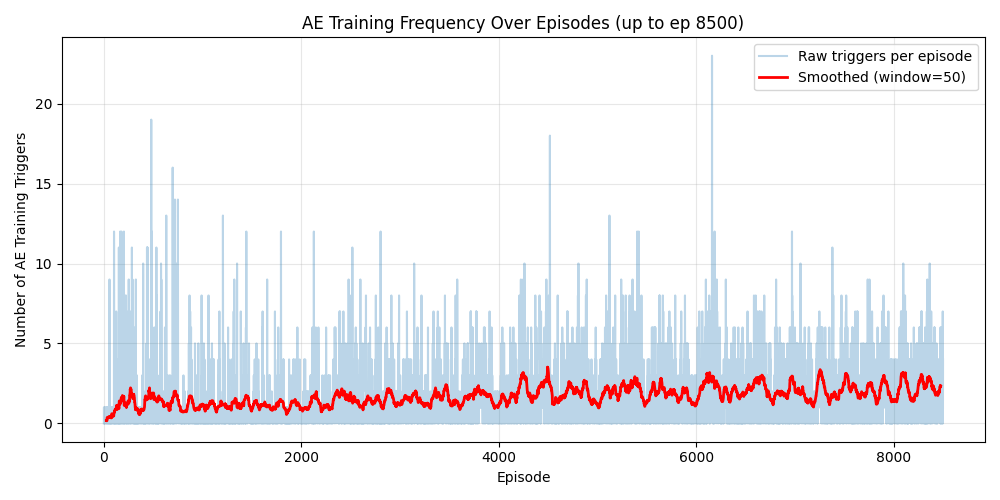 AE Training Frequency Over Episodes (up to ep 8500)
Raw triggers per episode
Smoothed (window=50)
Number of AE Training Triggers
20
15
10
5
0
0 2000 4000 6000 8000
Episode